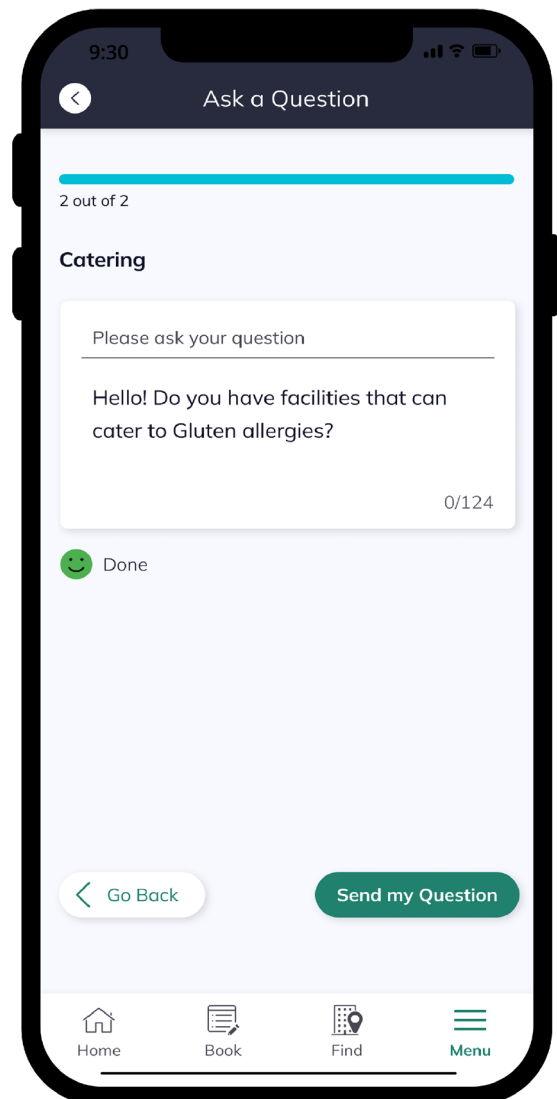 9:30
Ask a Question
2 out of 2
Catering
Please ask your question
Hello! Do you have facilities that can
cater to Gluten allergies?
0/124
Done
Go Back
Send my Question
Home
Book
Find
Menu